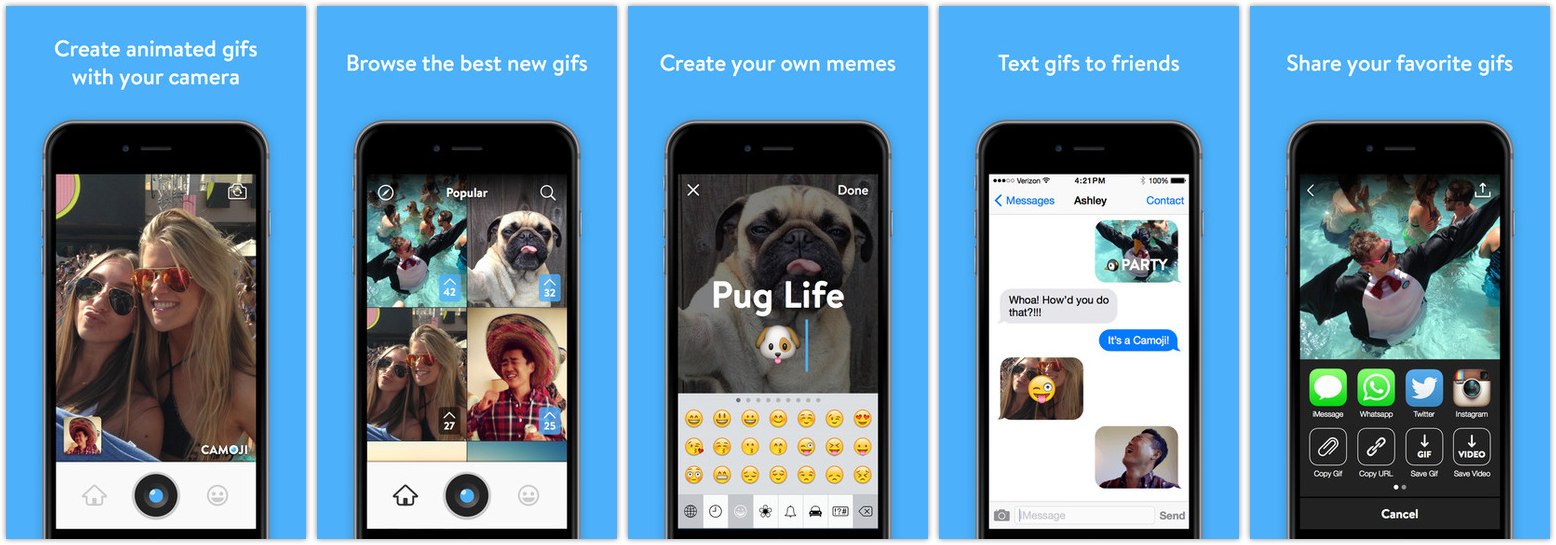 Create animated gifs
with your camera
CAMOJI
Browse the best new gifs
Popular
42
32
27
25
Create your own memes
Done
Pug Life
!?#
Text gifs to friends
Verizon 4:21PM 100%
Messages Ashley Contact
PARTY
Whoa! How'd you do
that?!!!
It's a Camoji!
iMessage Send
Share your favorite gifs
iMessage Whatsapp Twitter Instagram
GIF VIDEO
Copy Gif Copy URL Save Gif Save Video
Cancel